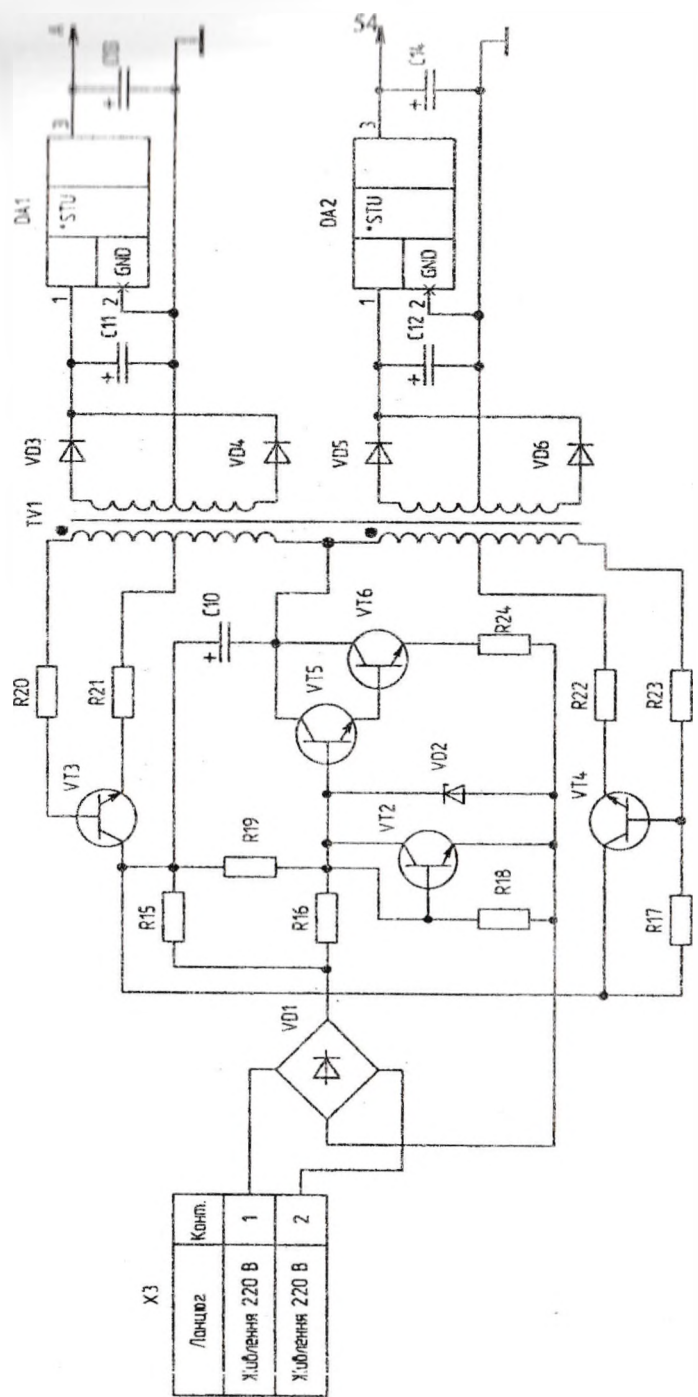 X3
Ланцюг Конт.
Живлення 220 В 1
Живлення 220 В 2
VD1
R15
R16
R19
VT3
R20
R21
C10
+
VT5
VT6
VT2
VD2
R18
R24
VT4
R22
R23
R17
TV1
VD3
VD4
C11
+
DA1
1
*STU
GND
2
3
+
VD5
VD6
C12
+
DA2
1
*STU
GND
2
3
C14
+
54